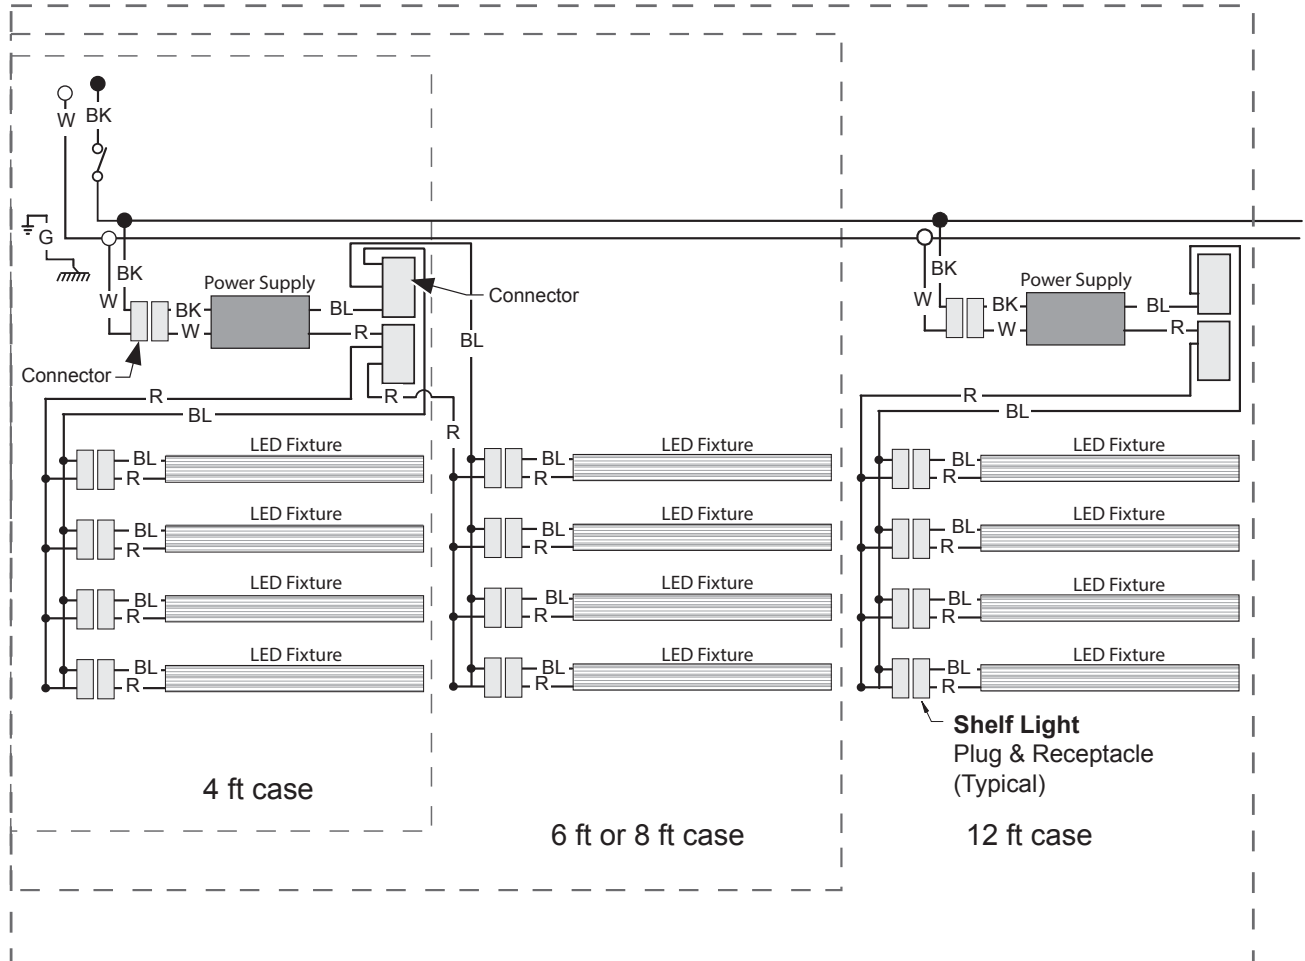 W
BK
G
BK
W
Power Supply
BK
W
BL
R
Connector
BL
Connector
R
BL
R
R
BK
W
Power Supply
BK
W
BL
R
R
BL
LED Fixture
BL
R
LED Fixture
BL
R
LED Fixture
BL
R
LED Fixture
BL
R
LED Fixture
BL
R
LED Fixture
BL
R
LED Fixture
BL
R
LED Fixture
BL
R
LED Fixture
BL
R
LED Fixture
BL
R
LED Fixture
BL
R
LED Fixture
BL
R
Shelf Light
Plug & Receptacle
(Typical)
4 ft case
6 ft or 8 ft case
12 ft case